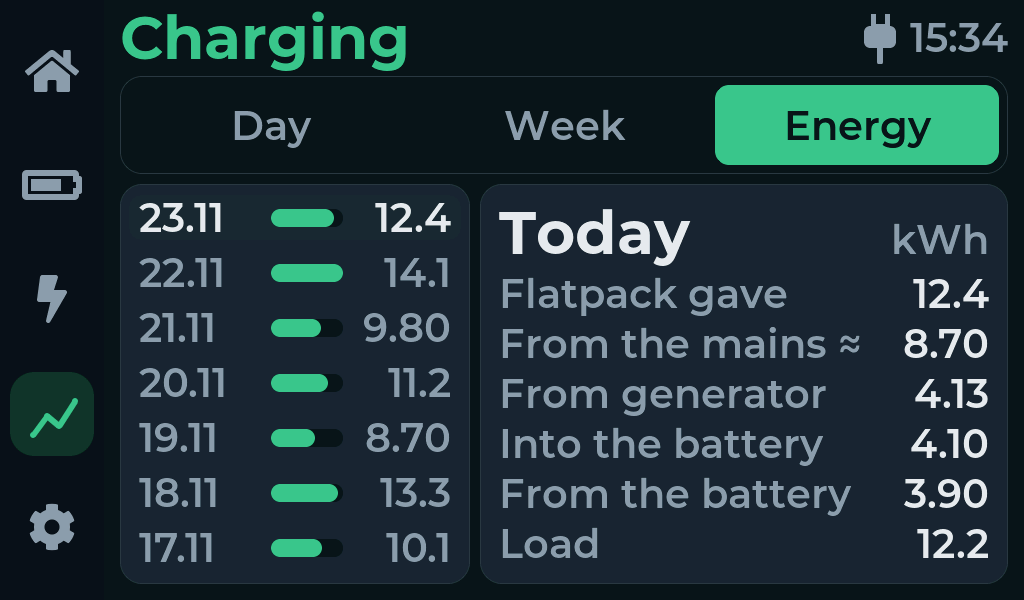 Charging
15:34
Day Week Energy
23.11 12.4
22.11 14.1
21.11 9.80
20.11 11.2
19.11 8.70
18.11 13.3
17.11 10.1
Today kWh
Flatpack gave 12.4
From the mains ≈ 8.70
From generator 4.13
Into the battery 4.10
From the battery 3.90
Load 12.2